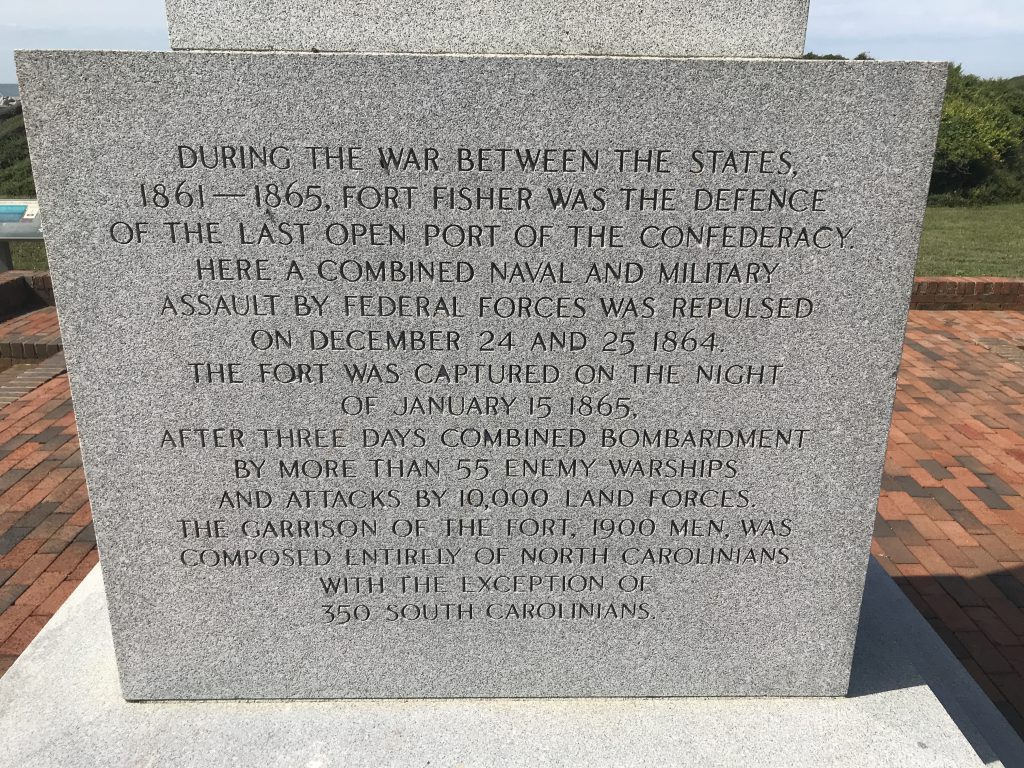 DURING THE WAR BETWEEN THE STATES,
1861—1865, FORT FISHER WAS THE DEFENCE
OF THE LAST OPEN PORT OF THE CONFEDERACY.
HERE A COMBINED NAVAL AND MILITARY
ASSAULT BY FEDERAL FORCES WAS REPULSED
ON DECEMBER 24 AND 25 1864.
THE FORT WAS CAPTURED ON THE NIGHT
OF JANUARY 15 1865,
AFTER THREE DAYS COMBINED BOMBARDMENT
BY MORE THAN 55 ENEMY WARSHIPS
AND ATTACKS BY 10,000 LAND FORCES.
THE GARRISON OF THE FORT, 1900 MEN, WAS
COMPOSED ENTIRELY OF NORTH CAROLINIANS
WITH THE EXCEPTION OF
350 SOUTH CAROLINIANS.